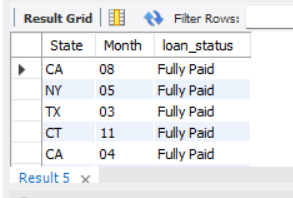 Result Grid Filter Rows:
State Month loan_status
CA 08 Fully Paid
NY 05 Fully Paid
TX 03 Fully Paid
CT 11 Fully Paid
CA 04 Fully Paid
Result 5 x